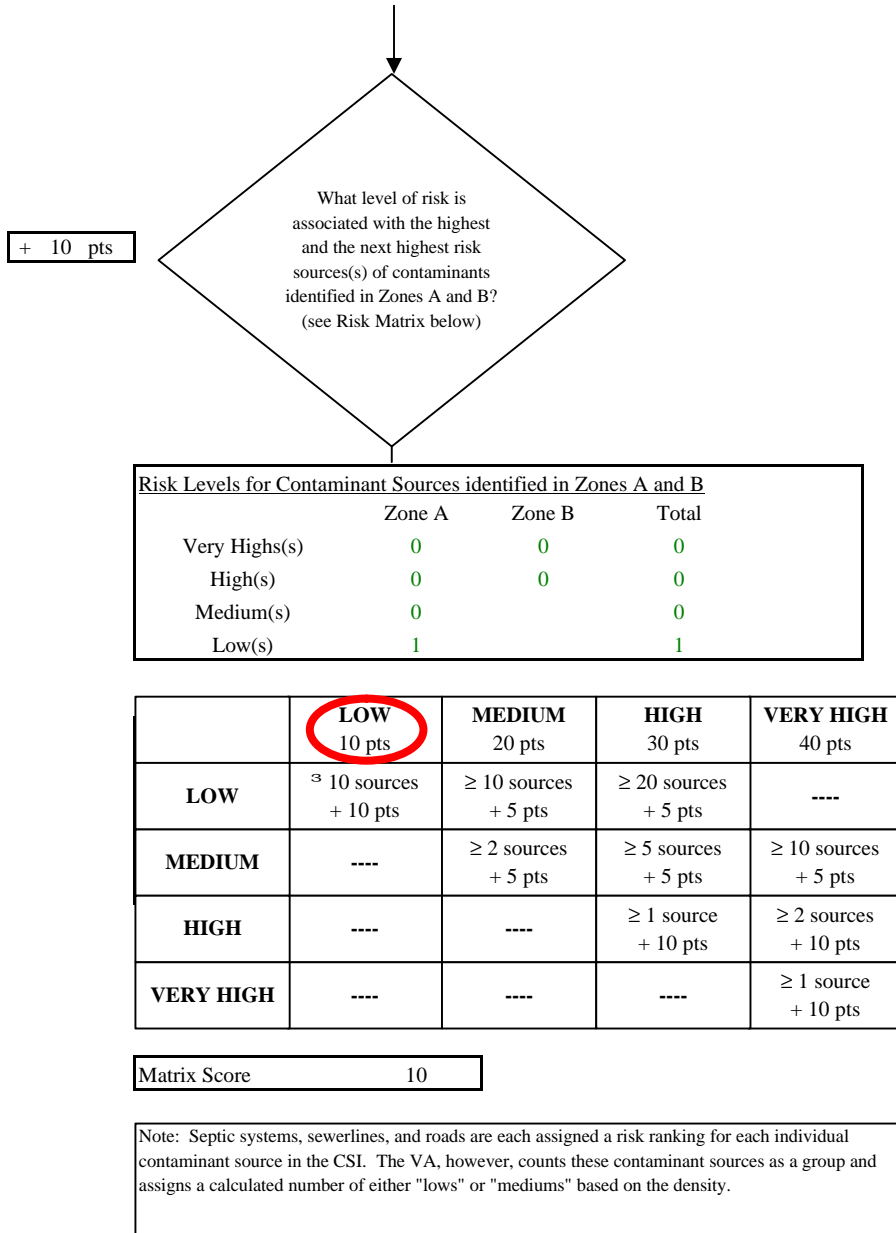 What level of risk is
associated with the highest
and the next highest risk
sources(s) of contaminants
identified in Zones A and B?
(see Risk Matrix below)
+ 10 pts
Risk Levels for Contaminant Sources identified in Zones A and B
Zone A Zone B Total
Very Highs(s) 0 0 0
High(s) 0 0 0
Medium(s) 0 0
Low(s) 1 1
LOW MEDIUM HIGH VERY HIGH
10 pts 20 pts 30 pts 40 pts
LOW
³ 10 sources ≥ 10 sources ≥ 20 sources ----
+ 10 pts + 5 pts + 5 pts
MEDIUM
---- ≥ 2 sources ≥ 5 sources ≥ 10 sources
+ 5 pts + 5 pts + 5 pts
HIGH
---- ---- ≥ 1 source ≥ 2 sources
+ 10 pts + 10 pts
VERY HIGH
---- ---- ---- ≥ 1 source
+ 10 pts
Matrix Score 10
Note: Septic systems, sewerlines, and roads are each assigned a risk ranking for each individual
contaminant source in the CSI. The VA, however, counts these contaminant sources as a group and
assigns a calculated number of either "lows" or "mediums" based on the density.